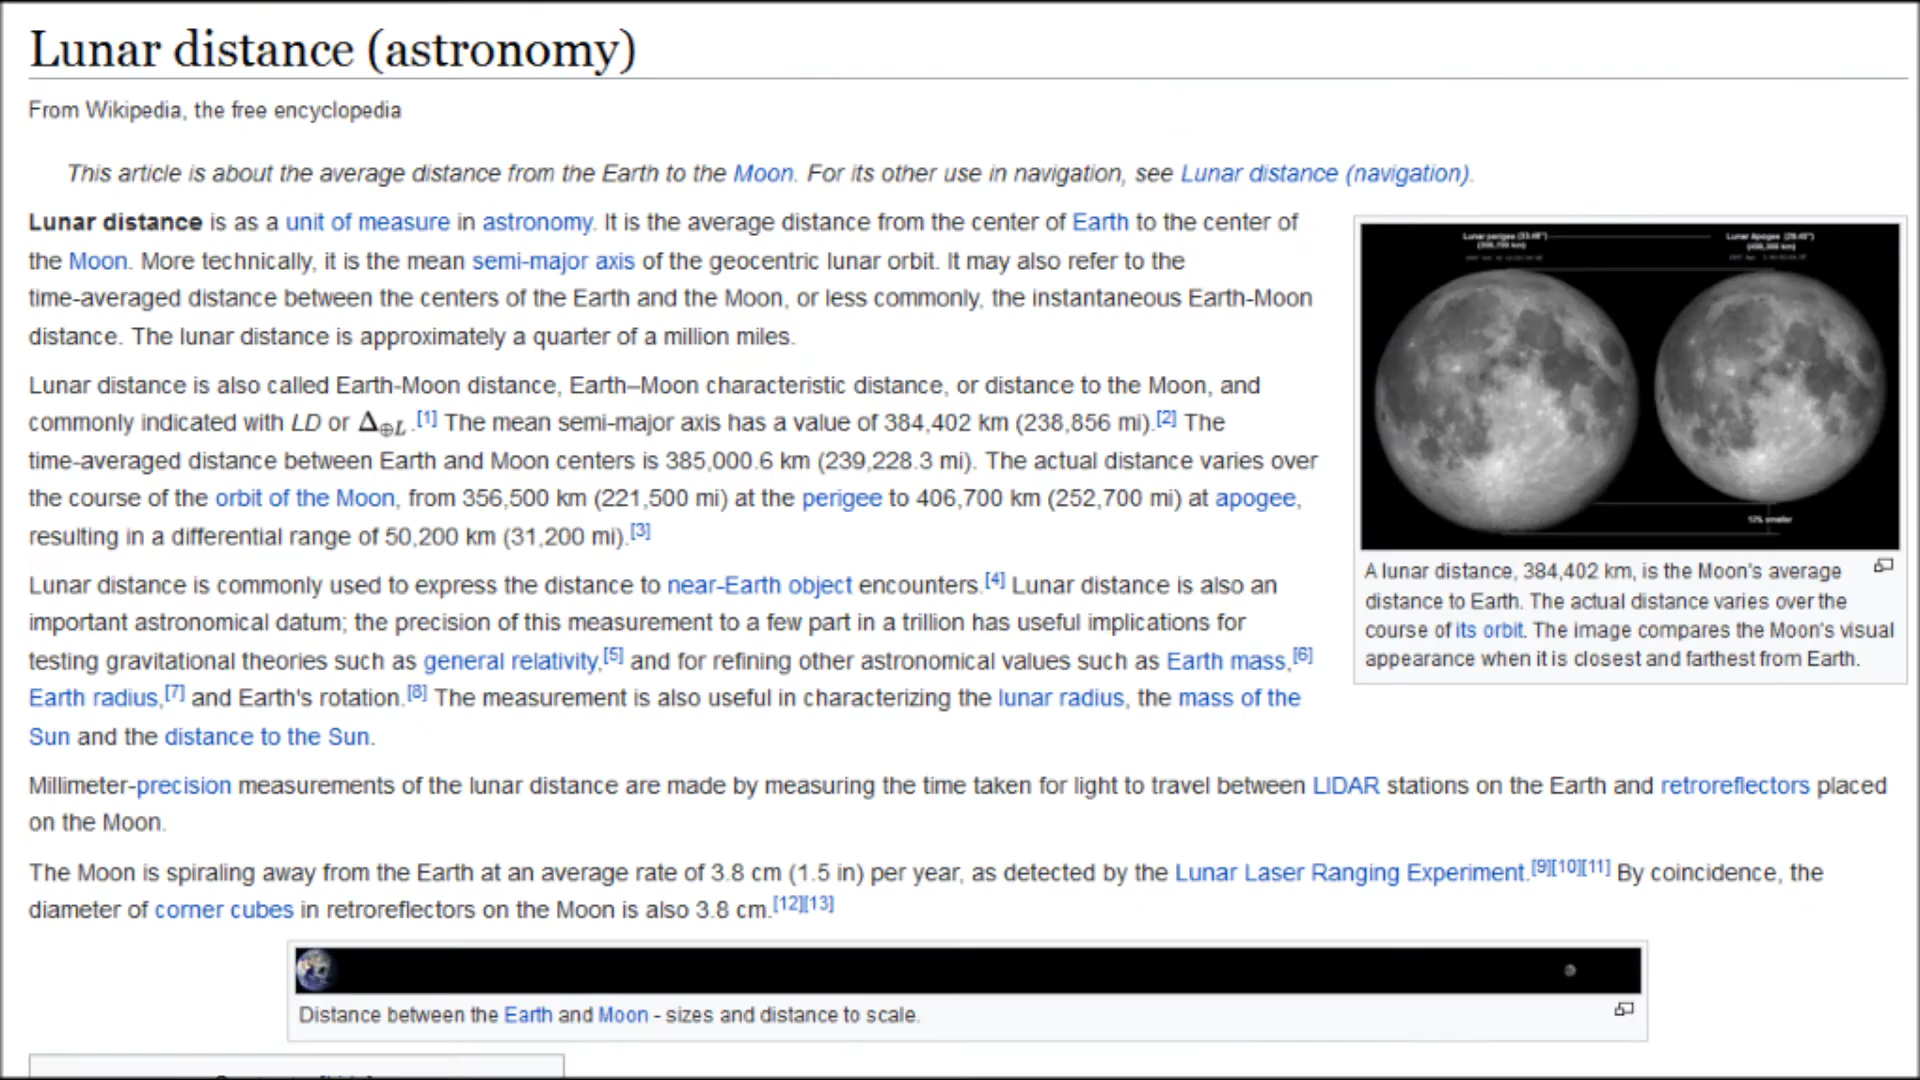 Lunar distance (astronomy)
From Wikipedia, the free encyclopedia
This article is about the average distance from the Earth to the Moon. For its other use in navigation, see Lunar distance (navigation).
Lunar distance is as a unit of measure in astronomy. It is the average distance from the center of Earth to the center of
the Moon. More technically, it is the mean semi-major axis of the geocentric lunar orbit. It may also refer to the
time-averaged distance between the centers of the Earth and the Moon, or less commonly, the instantaneous Earth-Moon
distance. The lunar distance is approximately a quarter of a million miles.
Lunar distance is also called Earth-Moon distance, Earth–Moon characteristic distance, or distance to the Moon, and
commonly indicated with LD or Δ⊕L.[1] The mean semi-major axis has a value of 384,402 km (238,856 mi).[2] The
time-averaged distance between Earth and Moon centers is 385,000.6 km (239,228.3 mi). The actual distance varies over
the course of the orbit of the Moon, from 356,500 km (221,500 mi) at the perigee to 406,700 km (252,700 mi) at apogee,
resulting in a differential range of 50,200 km (31,200 mi).[3]
Lunar distance is commonly used to express the distance to near-Earth object encounters.[4] Lunar distance is also an
important astronomical datum; the precision of this measurement to a few part in a trillion has useful implications for
testing gravitational theories such as general relativity,[5] and for refining other astronomical values such as Earth mass,[6]
Earth radius,[7] and Earth's rotation.[8] The measurement is also useful in characterizing the lunar radius, the mass of the
Sun and the distance to the Sun.
Millimeter-precision measurements of the lunar distance are made by measuring the time taken for light to travel between LIDAR stations on the Earth and retroreflectors placed
on the Moon.
The Moon is spiraling away from the Earth at an average rate of 3.8 cm (1.5 in) per year, as detected by the Lunar Laser Ranging Experiment.[9][10][11] By coincidence, the
diameter of corner cubes in retroreflectors on the Moon is also 3.8 cm.[12][13]
Lunar perigee
Lunar Apogee
12% smaller
A lunar distance, 384,402 km, is the Moon's average
distance to Earth. The actual distance varies over the
course of its orbit. The image compares the Moon's visual
appearance when it is closest and farthest from Earth.
Distance between the Earth and Moon - sizes and distance to scale.